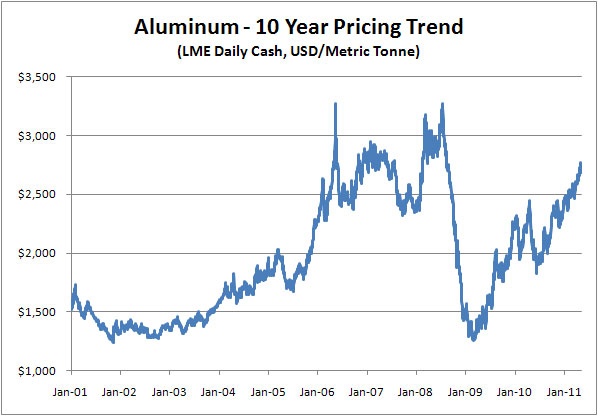 Aluminum - 10 Year Pricing Trend
(LME Daily Cash, USD/Metric Tonne)
$3,500
$3,000
$2,500
$2,000
$1,500
$1,000
Jan-01 Jan-02 Jan-03 Jan-04 Jan-05 Jan-06 Jan-07 Jan-08 Jan-09 Jan-10 Jan-11